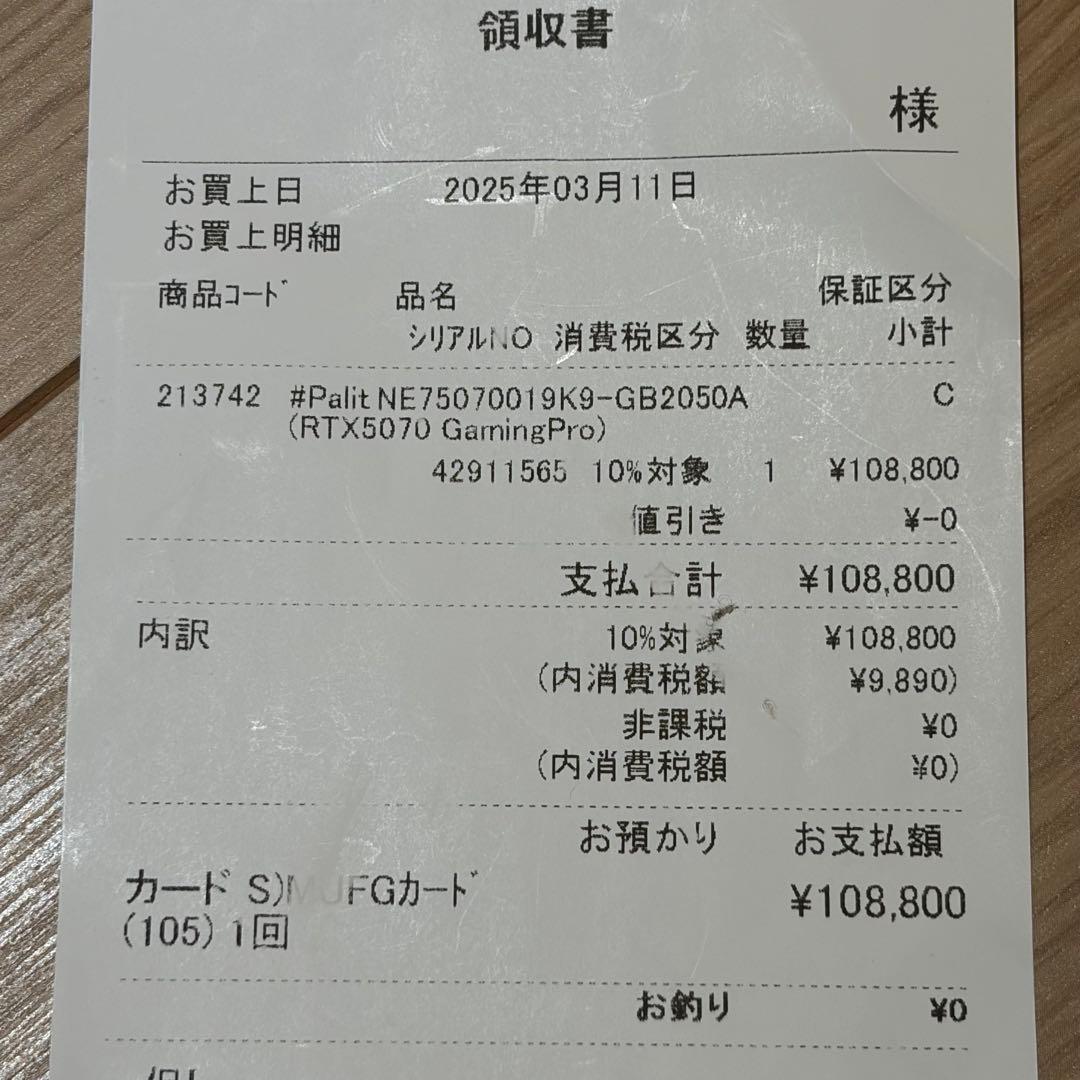 領収書
様
お買上日 2025年03月11日
お買上明細
商品コード 品名 保証区分
シリアルNO 消費税区分 数量 小計
213742 #Palit NE75070019K9-GB2050A C
(RTX5070 GamingPro)
42911565 10%対象 1 ¥108,800
値引き ¥-0
支払合計 ¥108,800
内訳 10%対象 ¥108,800
(内消費税額 ¥9,890)
非課税 ¥0
(内消費税額 ¥0)
お預かり お支払額
カード S)MUFGカード ¥108,800
(105) 1回
お釣り ¥0